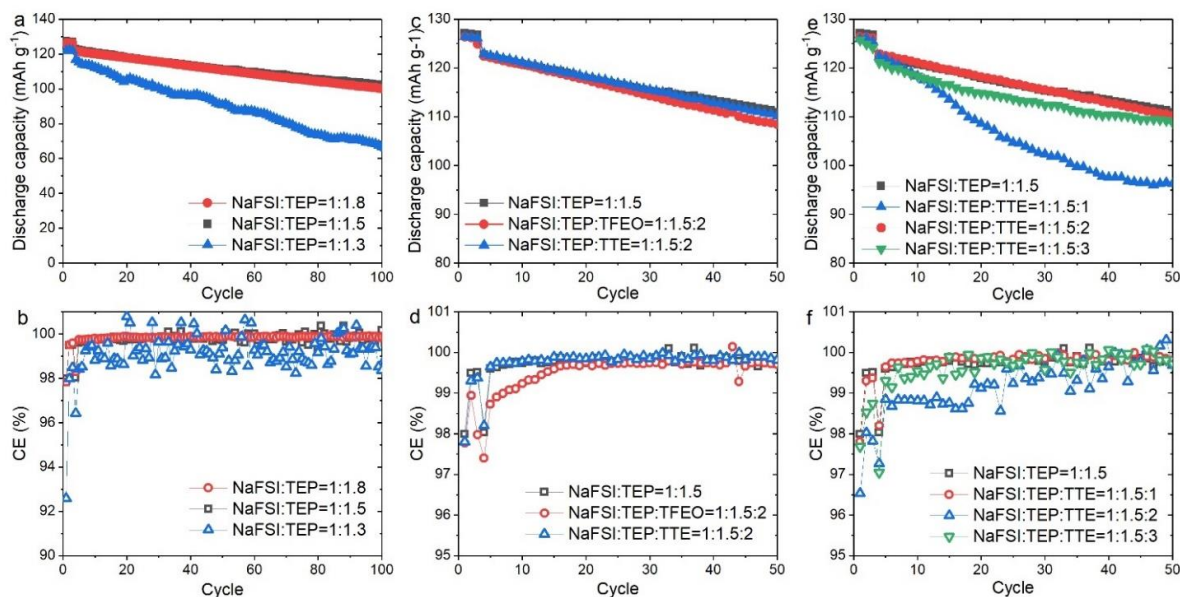 a
Discharge capacity (mAh g⁻¹)
140
120
100
80
60
40
20
0
0 20 40 60 80 100
Cycle
NaFSI:TEP=1:1.8
NaFSI:TEP=1:1.5
NaFSI:TEP=1:1.3
c
Discharge capacity (mAh g-1)
130
120
110
100
90
80
0 10 20 30 40 50
Cycle
NaFSI:TEP=1:1.5
NaFSI:TEP:TFEO=1:1.5:2
NaFSI:TEP:TTE=1:1.5:2
e
Discharge capacity (mAh g⁻¹)
130
120
110
100
90
80
0 10 20 30 40 50
Cycle
NaFSI:TEP=1:1.5
NaFSI:TEP:TTE=1:1.5:1
NaFSI:TEP:TTE=1:1.5:2
NaFSI:TEP:TTE=1:1.5:3
b
CE (%)
100
98
96
94
92
90
0 20 40 60 80 100
Cycle
NaFSI:TEP=1:1.8
NaFSI:TEP=1:1.5
NaFSI:TEP=1:1.3
d
CE (%)
101
100
99
98
97
96
95
0 10 20 30 40 50
Cycle
NaFSI:TEP=1:1.5
NaFSI:TEP:TFEO=1:1.5:2
NaFSI:TEP:TTE=1:1.5:2
f
CE (%)
101
100
99
98
97
96
95
0 10 20 30 40 50
Cycle
NaFSI:TEP=1:1.5
NaFSI:TEP:TTE=1:1.5:1
NaFSI:TEP:TTE=1:1.5:2
NaFSI:TEP:TTE=1:1.5:3